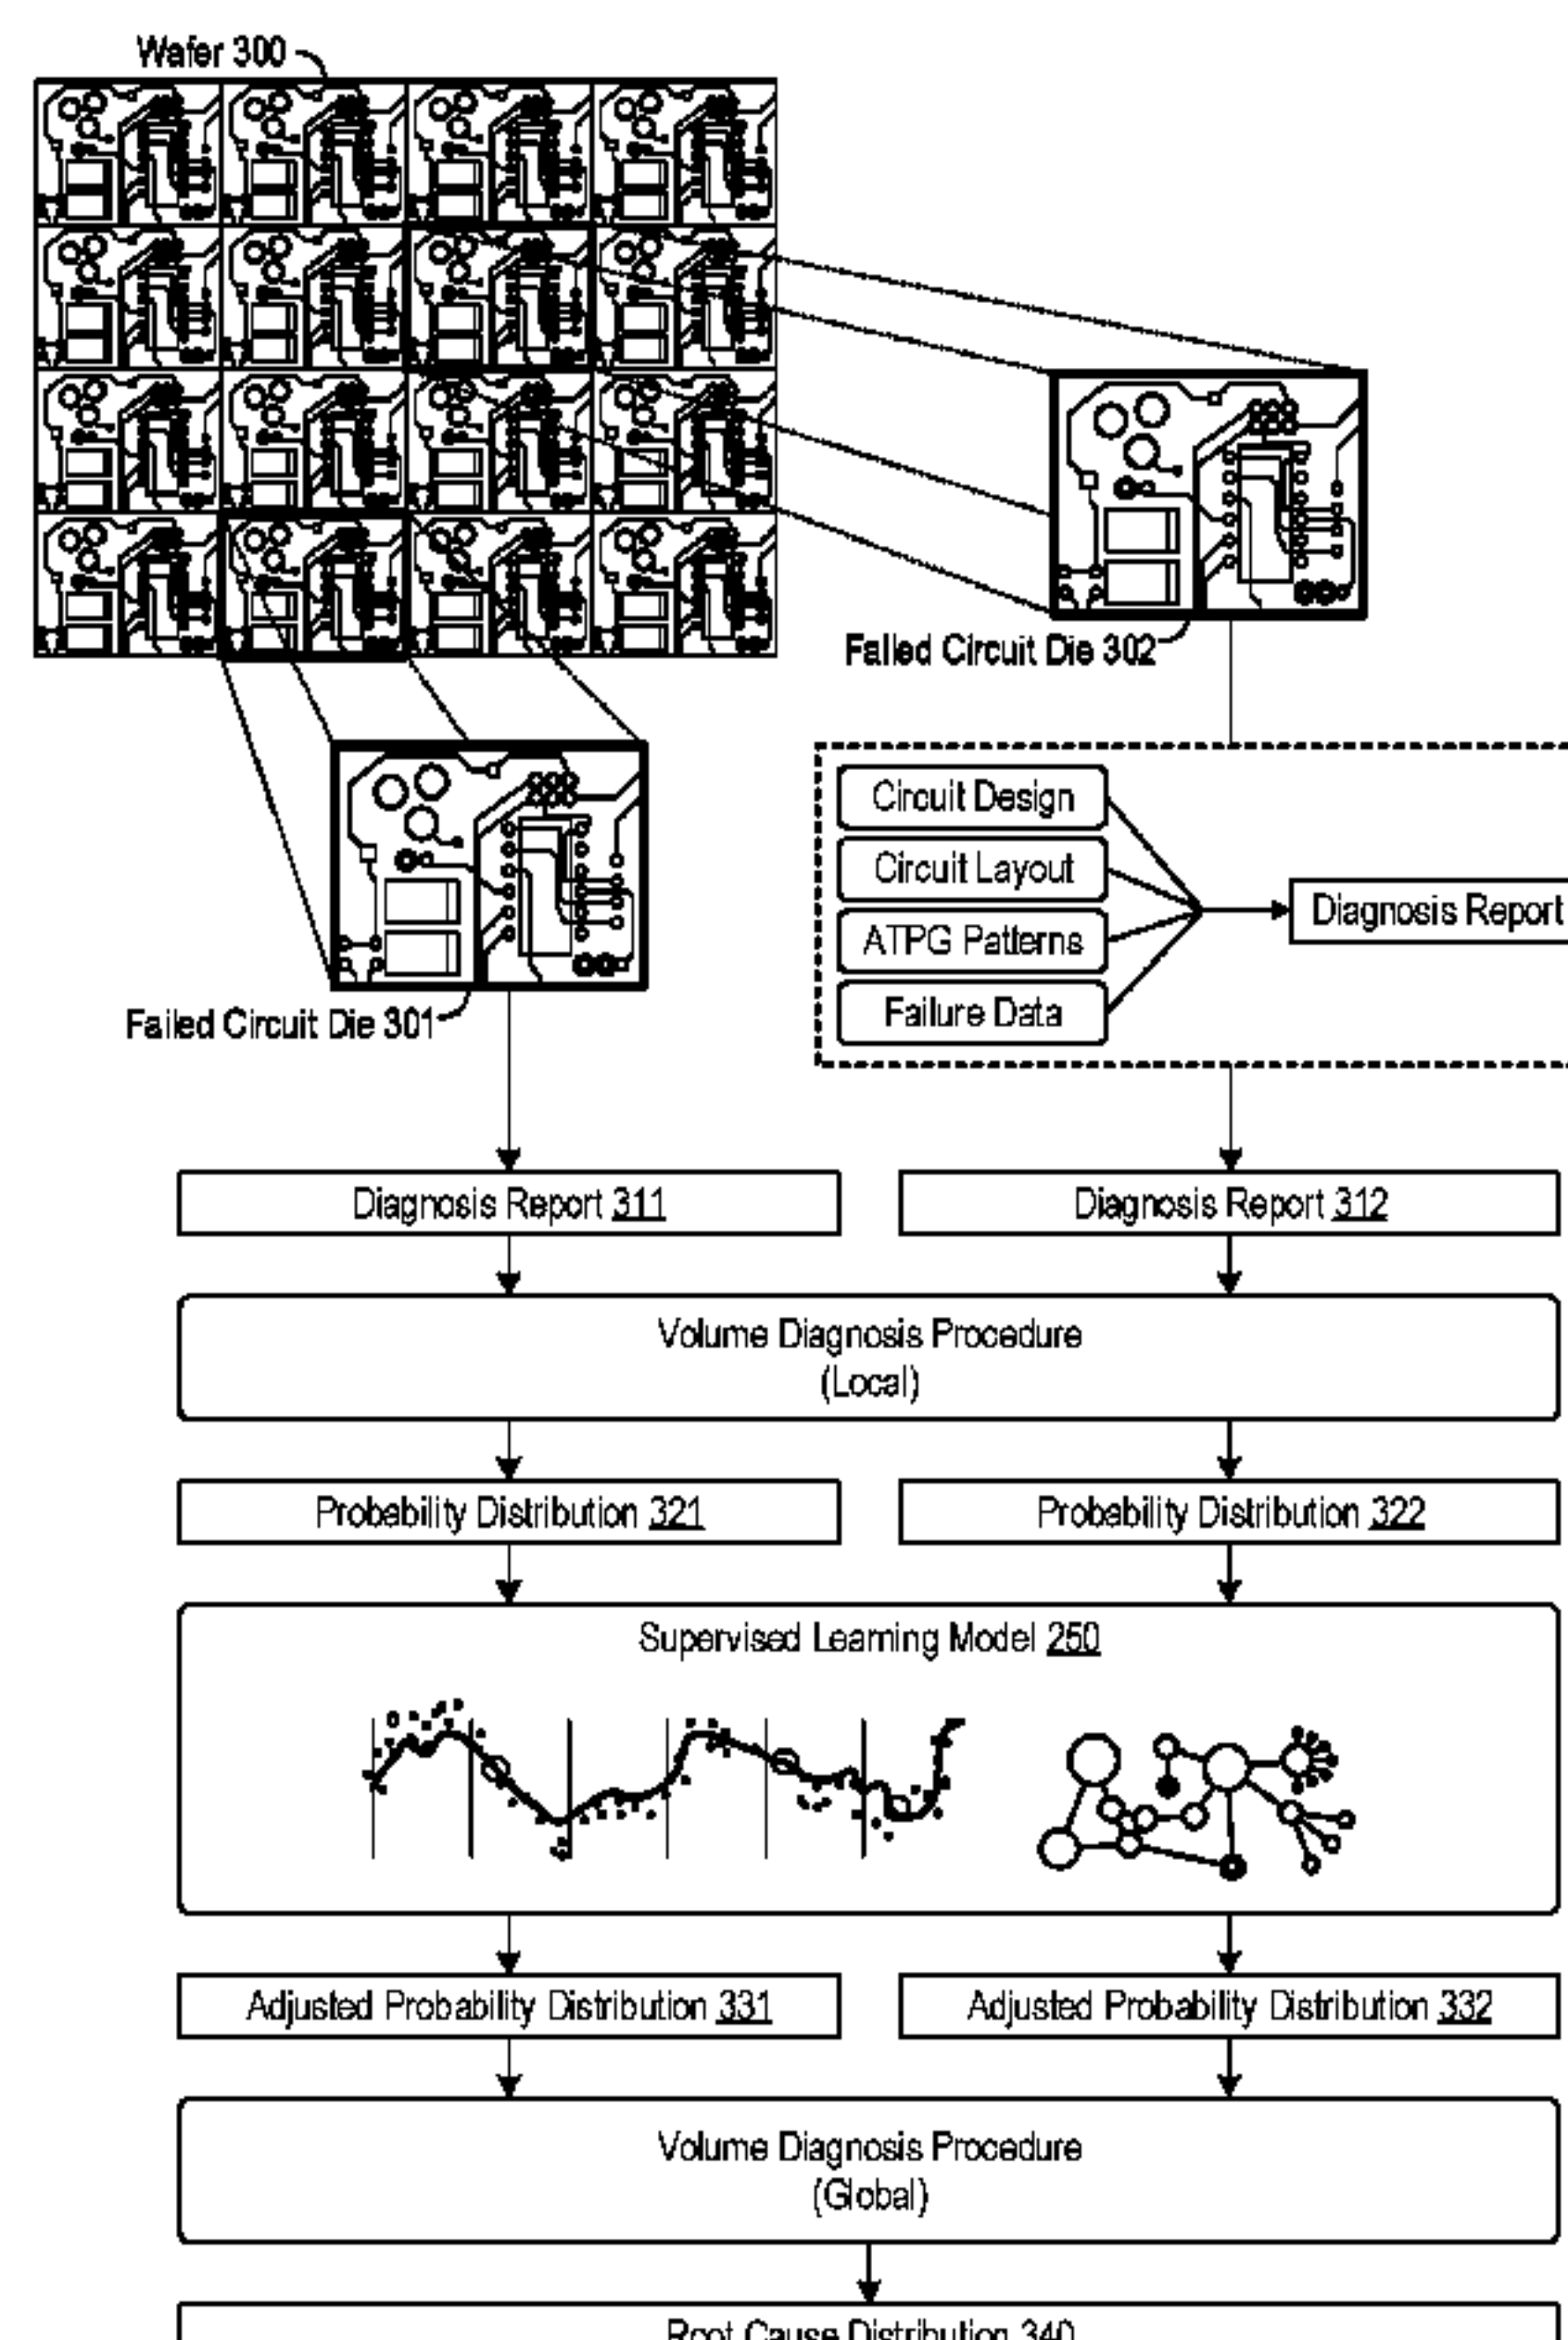 Wafer 300
Failed Circuit Die 302
Circuit Design
Circuit Layout
ATPG Patterns
Failure Data
Diagnosis Report
Failed Circuit Die 301
Diagnosis Report 311
Diagnosis Report 312
Volume Diagnosis Procedure
(Local)
Probability Distribution 321
Probability Distribution 322
Supervised Learning Model 250
Adjusted Probability Distribution 331
Adjusted Probability Distribution 332
Volume Diagnosis Procedure
(Global)
Root Cause Distribution 340